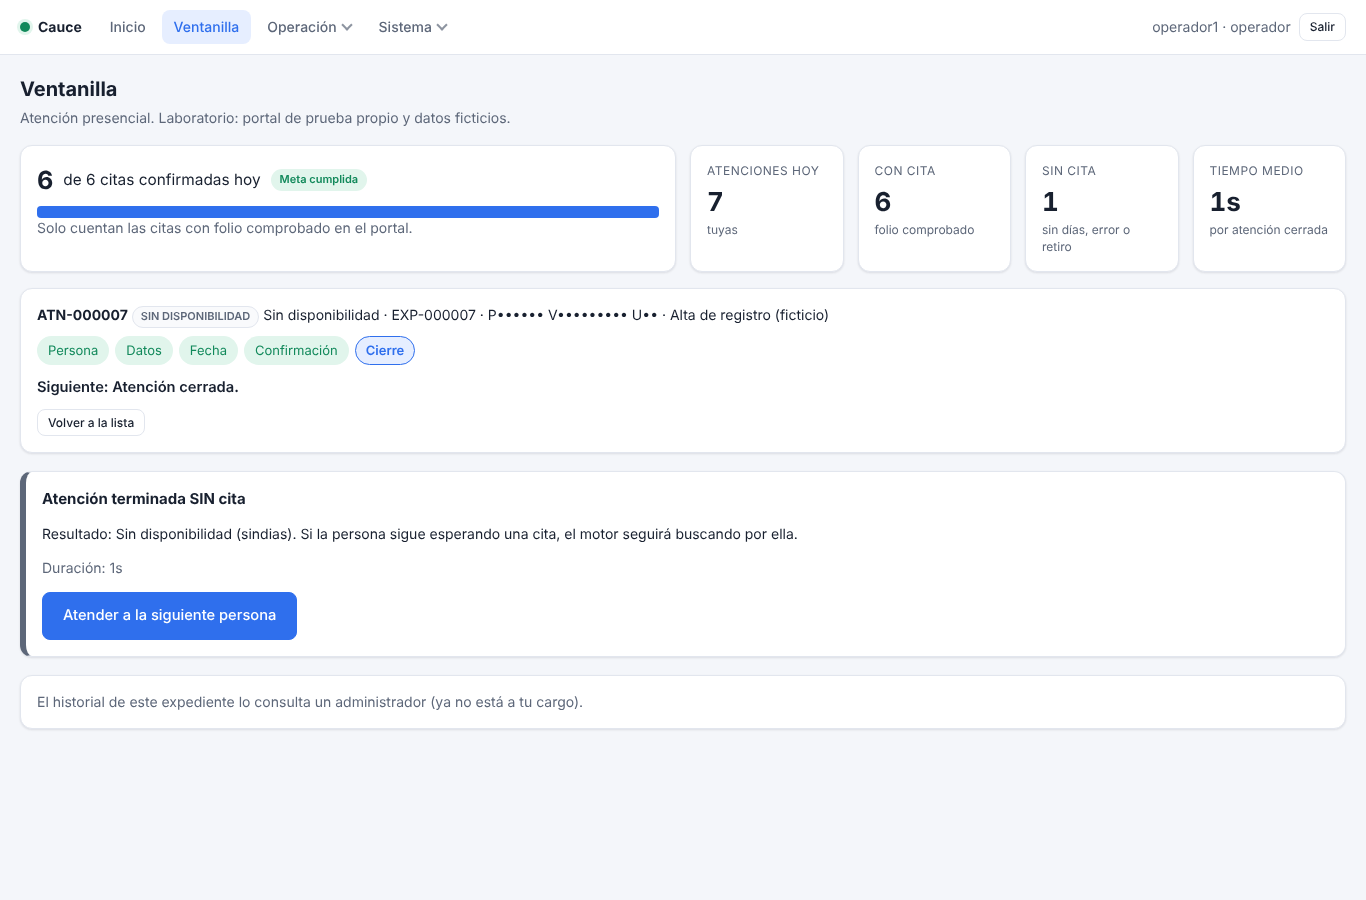 Cauce Inicio Ventanilla Operación Sistema operador1 · operador Salir
Ventanilla
Atención presencial. Laboratorio: portal de prueba propio y datos ficticios.
6 de 6 citas confirmadas hoy Meta cumplida
Solo cuentan las citas con folio comprobado en el portal.
ATENCIONES HOY
7
tuyas
CON CITA
6
folio comprobado
SIN CITA
1
sin días, error o
retiro
TIEMPO MEDIO
1s
por atención cerrada
ATN-000007 SIN DISPONIBILIDAD Sin disponibilidad · EXP-000007 · P•••••• V••••••••• U•• · Alta de registro (ficticio)
Persona Datos Fecha Confirmación Cierre
Siguiente: Atención cerrada.
Volver a la lista
Atención terminada SIN cita
Resultado: Sin disponibilidad (sindias). Si la persona sigue esperando una cita, el motor seguirá buscando por ella.
Duración: 1s
Atender a la siguiente persona
El historial de este expediente lo consulta un administrador (ya no está a tu cargo).